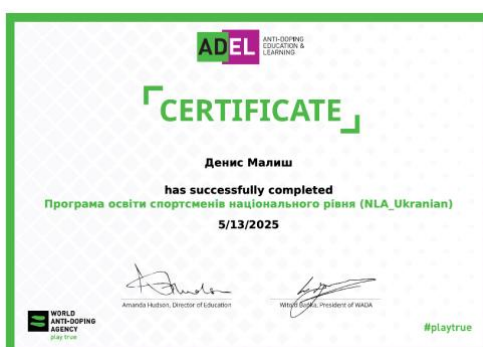 ADEL ANTI-DOPING EDUCATION & LEARNING
CERTIFICATE
Денис Малиш
has successfully completed
Програма освіти спортсменів національного рівня (NLA_Ukranian)
5/13/2025
Amanda Hudson, Director of Education
Witold Bańka, President of WADA
WORLD
ANTI-DOPING
AGENCY
play true
#playtrue